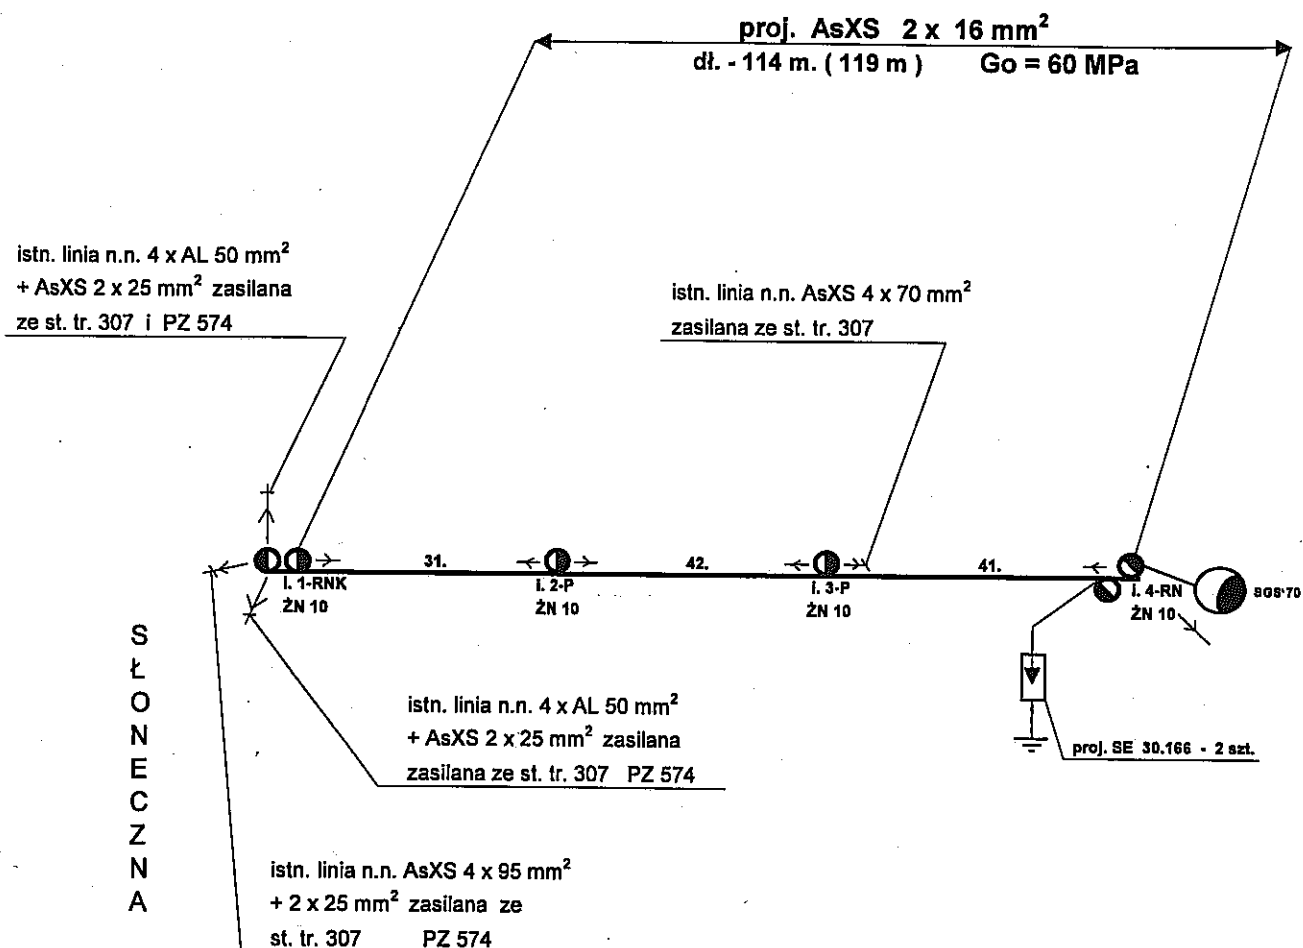 proj. AsXS 2 x 16 mm²
dł. - 114 m. ( 119 m ) Go = 60 MPa
istn. linia n.n. 4 x AL 50 mm²
+ AsXS 2 x 25 mm² zasilana
ze st. tr. 307 i PZ 574
istn. linia n.n. AsXS 4 x 70 mm²
zasilana ze st. tr. 307
31.
42.
41.
i. 1-RNK
ŻN 10
i. 2-P
ŻN 10
i. 3-P
ŻN 10
i. 4-RN
ŻN 10
SGS'70
SŁONECZNA
istn. linia n.n. 4 x AL 50 mm²
+ AsXS 2 x 25 mm² zasilana
zasilana ze st. tr. 307 PZ 574
proj. SE 30.166 - 2 szt.
istn. linia n.n. AsXS 4 x 95 mm²
+ 2 x 25 mm² zasilana ze
st. tr. 307 PZ 574